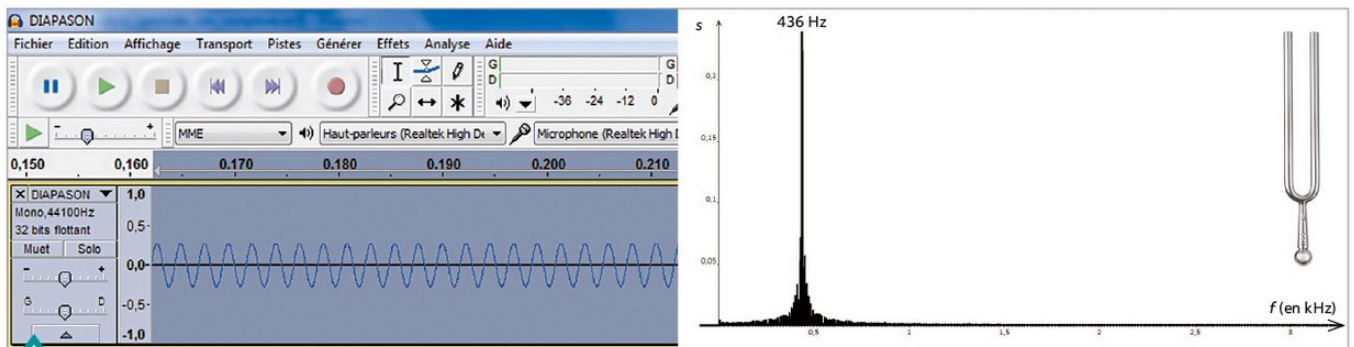 DIAPASON
Fichier Edition Affichage Transport Pistes Générer Effets Analyse Aide
G
D
G
D
-36 -24 -12 0
- +
MME
Haut-parleurs (Realtek High De
Microphone (Realtek High
0,150 0,160 0.170 0.180 0.190 0.200 0.210
X DIAPASON
Mono,44100Hz
32 bits flottant
Muet Solo
- +
G D
1,0
0,5-
0,0-
-0,5-
-1,0
s
436 Hz
0,2
0,15
0,1
0,05
0,5 1 1,5 2 2,5 3
f (en kHz)